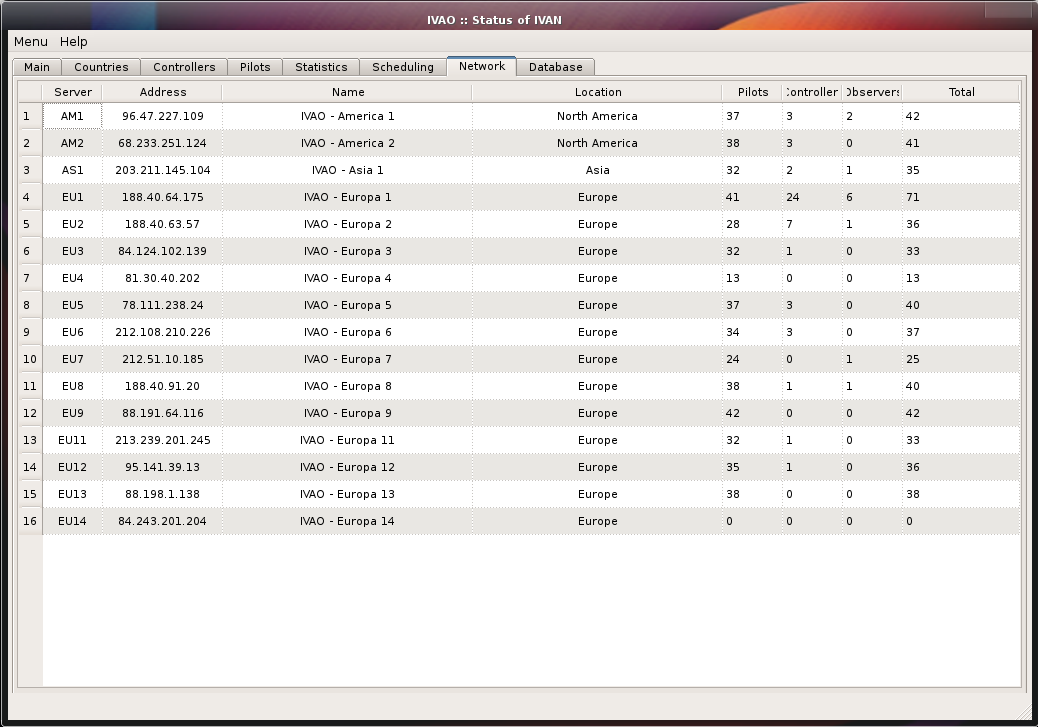 IVAO :: Status of IVAN
Menu Help
Main Countries Controllers Pilots Statistics Scheduling Network Database
Server Address Name Location Pilots Controller Observers Total
1 AM1 96.47.227.109 IVAO - America 1 North America 37 3 2 42
2 AM2 68.233.251.124 IVAO - America 2 North America 38 3 0 41
3 AS1 203.211.145.104 IVAO - Asia 1 Asia 32 2 1 35
4 EU1 188.40.64.175 IVAO - Europa 1 Europe 41 24 6 71
5 EU2 188.40.63.57 IVAO - Europa 2 Europe 28 7 1 36
6 EU3 84.124.102.139 IVAO - Europa 3 Europe 32 1 0 33
7 EU4 81.30.40.202 IVAO - Europa 4 Europe 13 0 0 13
8 EU5 78.111.238.24 IVAO - Europa 5 Europe 37 3 0 40
9 EU6 212.108.210.226 IVAO - Europa 6 Europe 34 3 0 37
10 EU7 212.51.10.185 IVAO - Europa 7 Europe 24 0 1 25
11 EU8 188.40.91.20 IVAO - Europa 8 Europe 38 1 1 40
12 EU9 88.191.64.116 IVAO - Europa 9 Europe 42 0 0 42
13 EU11 213.239.201.245 IVAO - Europa 11 Europe 32 1 0 33
14 EU12 95.141.39.13 IVAO - Europa 12 Europe 35 1 0 36
15 EU13 88.198.1.138 IVAO - Europa 13 Europe 38 0 0 38
16 EU14 84.243.201.204 IVAO - Europa 14 Europe 0 0 0 0